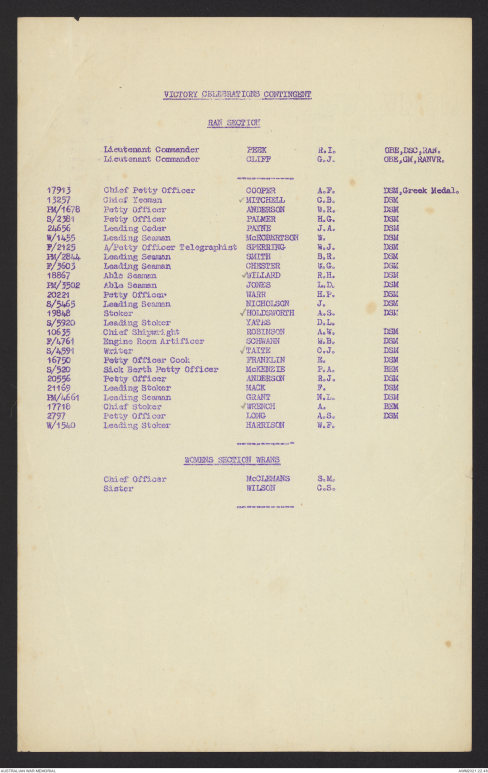 VICTORY CELEBRATIONS CONTINGENT
RAN SECTION
Lieutenant Commander PEEK R.I. OBE,DSC,RAN.
Lieutenant Commander CLIFF G.J. OBE,GM,RANVR.
17913 Chief Petty Officer COOPER A.F. DSM,Greek Medal.
13257 Chief Yeoman ✓MITCHELL C.B. DSM
PM/1678 Petty Officer ANDERSON W.R. DSM
S/2381 Petty Officer PALMER H.G. DSM
24656 Leading Coder PAYNE J.A. DSM
W/1455 Leading Seaman McROBERTSON W. DSM
F/2125 A/Petty Officer Telegraphist SPERRING W.J. DSM
PM/2844 Leading Seaman SMITH B.R. DSM
F/3603 Leading Seaman CHESTER W.G. DSM
18867 Able Seaman ✓WILLARD R.H. DSM
PM/3502 Able Seaman JONES L.D. DSM
20221 Petty Officer WARR H.P. DSM
S/5465 Leading Seaman NICHOLSON J. DSM
19848 Stoker ✓HOLDSWORTH A.S. DSM
S/5920 Leading Stoker YATES D.L.
10635 Chief Shipwright ROBINSON A.W. DSM
F/4761 Engine Room Artificer SCHWANN W.B. DSM
S/4591 Writer ✓TAITE C.J. DSM
16750 Petty Officer Cook FRANKLIN E. DSM
S/520 Sick Berth Petty Officer McKENZIE P.A. BEM
20556 Petty Officer ANDERSON R.J. DSM
21169 Leading Stoker MACK F. DSM
PM/4661 Leading Seaman GRANT N.L. DSM
17718 Chief Stoker ✓WRENCH A. BEM
2797 Petty Officer LONG A.S. DSM
W/1540 Leading Stoker HARRISON W.F.
WOMENS SECTION WRANS
Chief Officer McCLEMANS S.M.
Sister WILSON C.S.
AUSTRALIAN WAR MEMORIAL
AWM2021.22.45